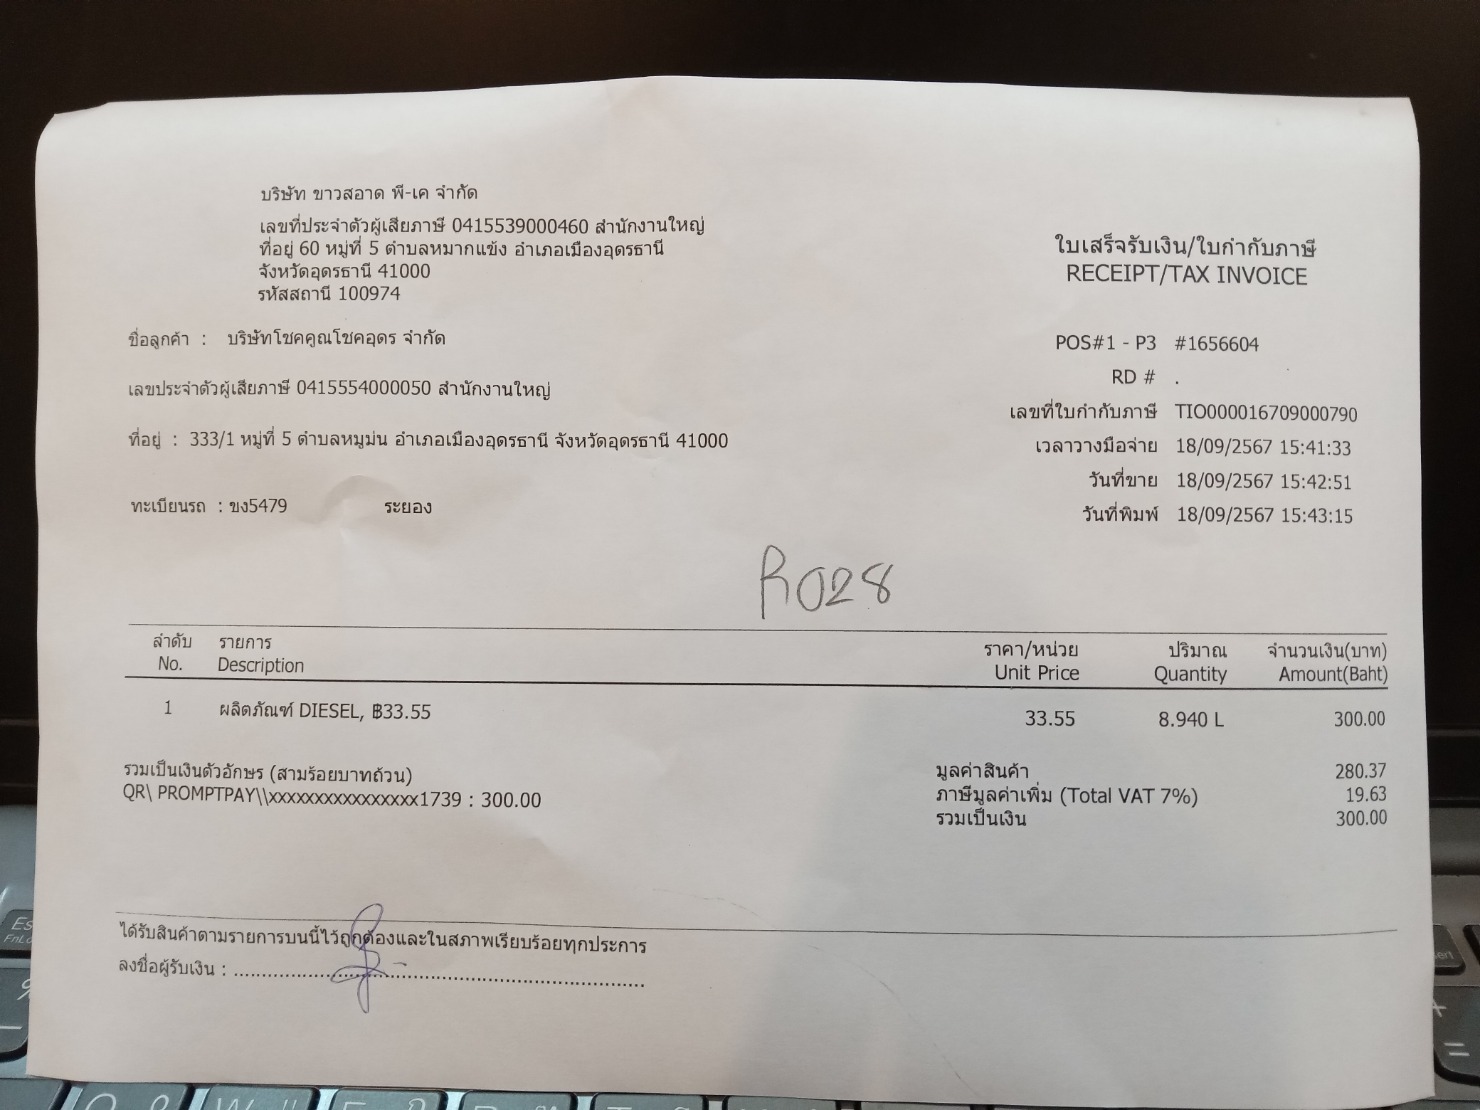 บริษัท ขาวสอาด พี-เค จำกัด
เลขที่ประจำตัวผู้เสียภาษี 0415539000460 สำนักงานใหญ่
ที่อยู่ 60 หมู่ที่ 5 ตำบลหมากแข้ง อำเภอเมืองอุดรธานี
จังหวัดอุดรธานี 41000
รหัสสถานี 100974
ใบเสร็จรับเงิน/ใบกำกับภาษี
RECEIPT/TAX INVOICE
ชื่อลูกค้า : บริษัทโชคคูณโชคอุดร จำกัด
เลขประจำตัวผู้เสียภาษี 0415554000050 สำนักงานใหญ่
ที่อยู่ : 333/1 หมู่ที่ 5 ตำบลหมูม่น อำเภอเมืองอุดรธานี จังหวัดอุดรธานี 41000
ทะเบียนรถ : ขง5479 ระยอง
POS#1 - P3 #1656604
RD # .
เลขที่ใบกำกับภาษี TIO000016709000790
เวลาวางมือจ่าย 18/09/2567 15:41:33
วันที่ขาย 18/09/2567 15:42:51
วันที่พิมพ์ 18/09/2567 15:43:15
R028
ลำดับ รายการ ราคา/หน่วย ปริมาณ จำนวนเงิน(บาท)
No. Description Unit Price Quantity Amount(Baht)
1 ผลิตภัณฑ์ DIESEL, ฿33.55 33.55 8.940 L 300.00
รวมเป็นเงินตัวอักษร (สามร้อยบาทถ้วน)
QR\ PROMPTPAY\\xxxxxxxxxxxxxxxx1739 : 300.00
มูลค่าสินค้า 280.37
ภาษีมูลค่าเพิ่ม (Total VAT 7%) 19.63
รวมเป็นเงิน 300.00
ได้รับสินค้าตามรายการบนนี้ไว้ถูกต้องและในสภาพเรียบร้อยทุกประการ
ลงชื่อผู้รับเงิน : ......................................................................